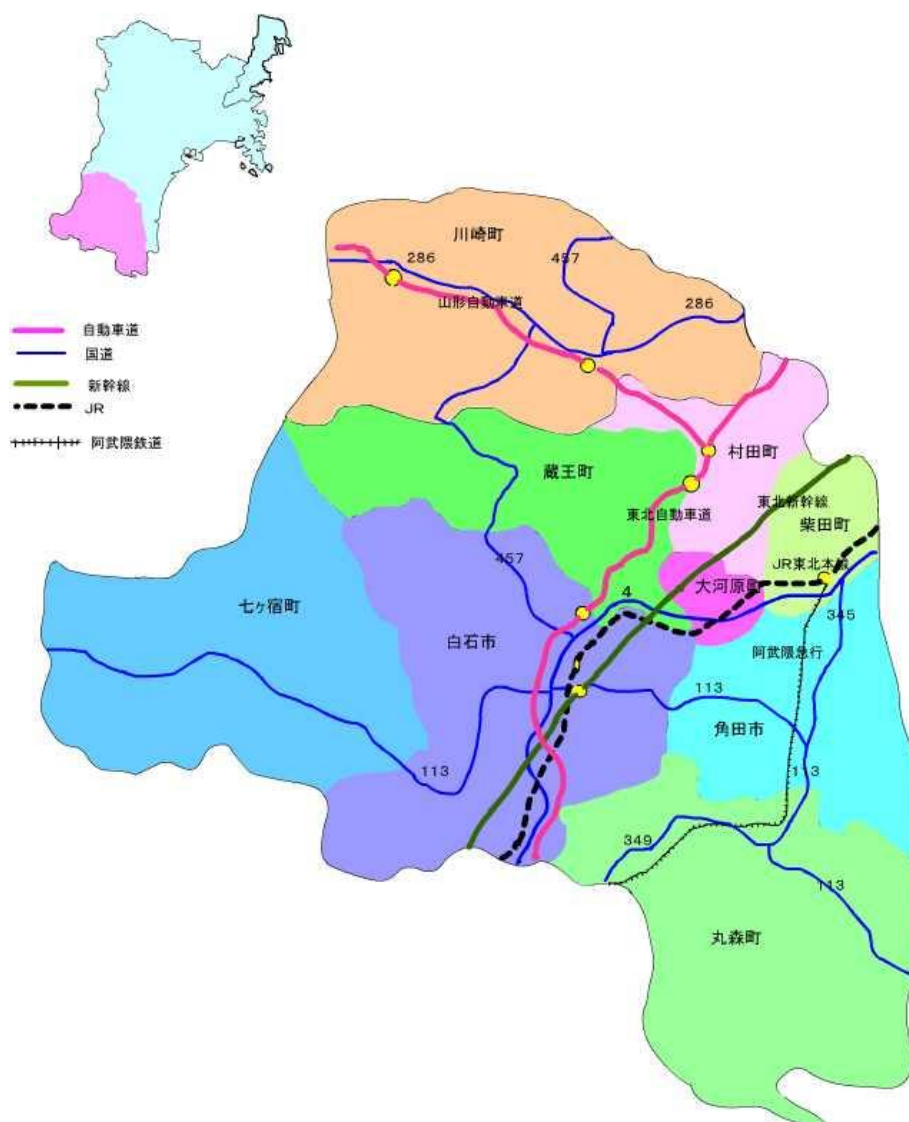 川崎町
286
457
山形自動車道
286
自動車道
国道
新幹線
JR
阿武隈鉄道
村田町
蔵王町
東北新幹線
東北自動車道
柴田町
457
JR東北本線
大河原町
七ヶ宿町
4
345
白石市
阿武隈急行
113
角田市
113
113
349
113
丸森町